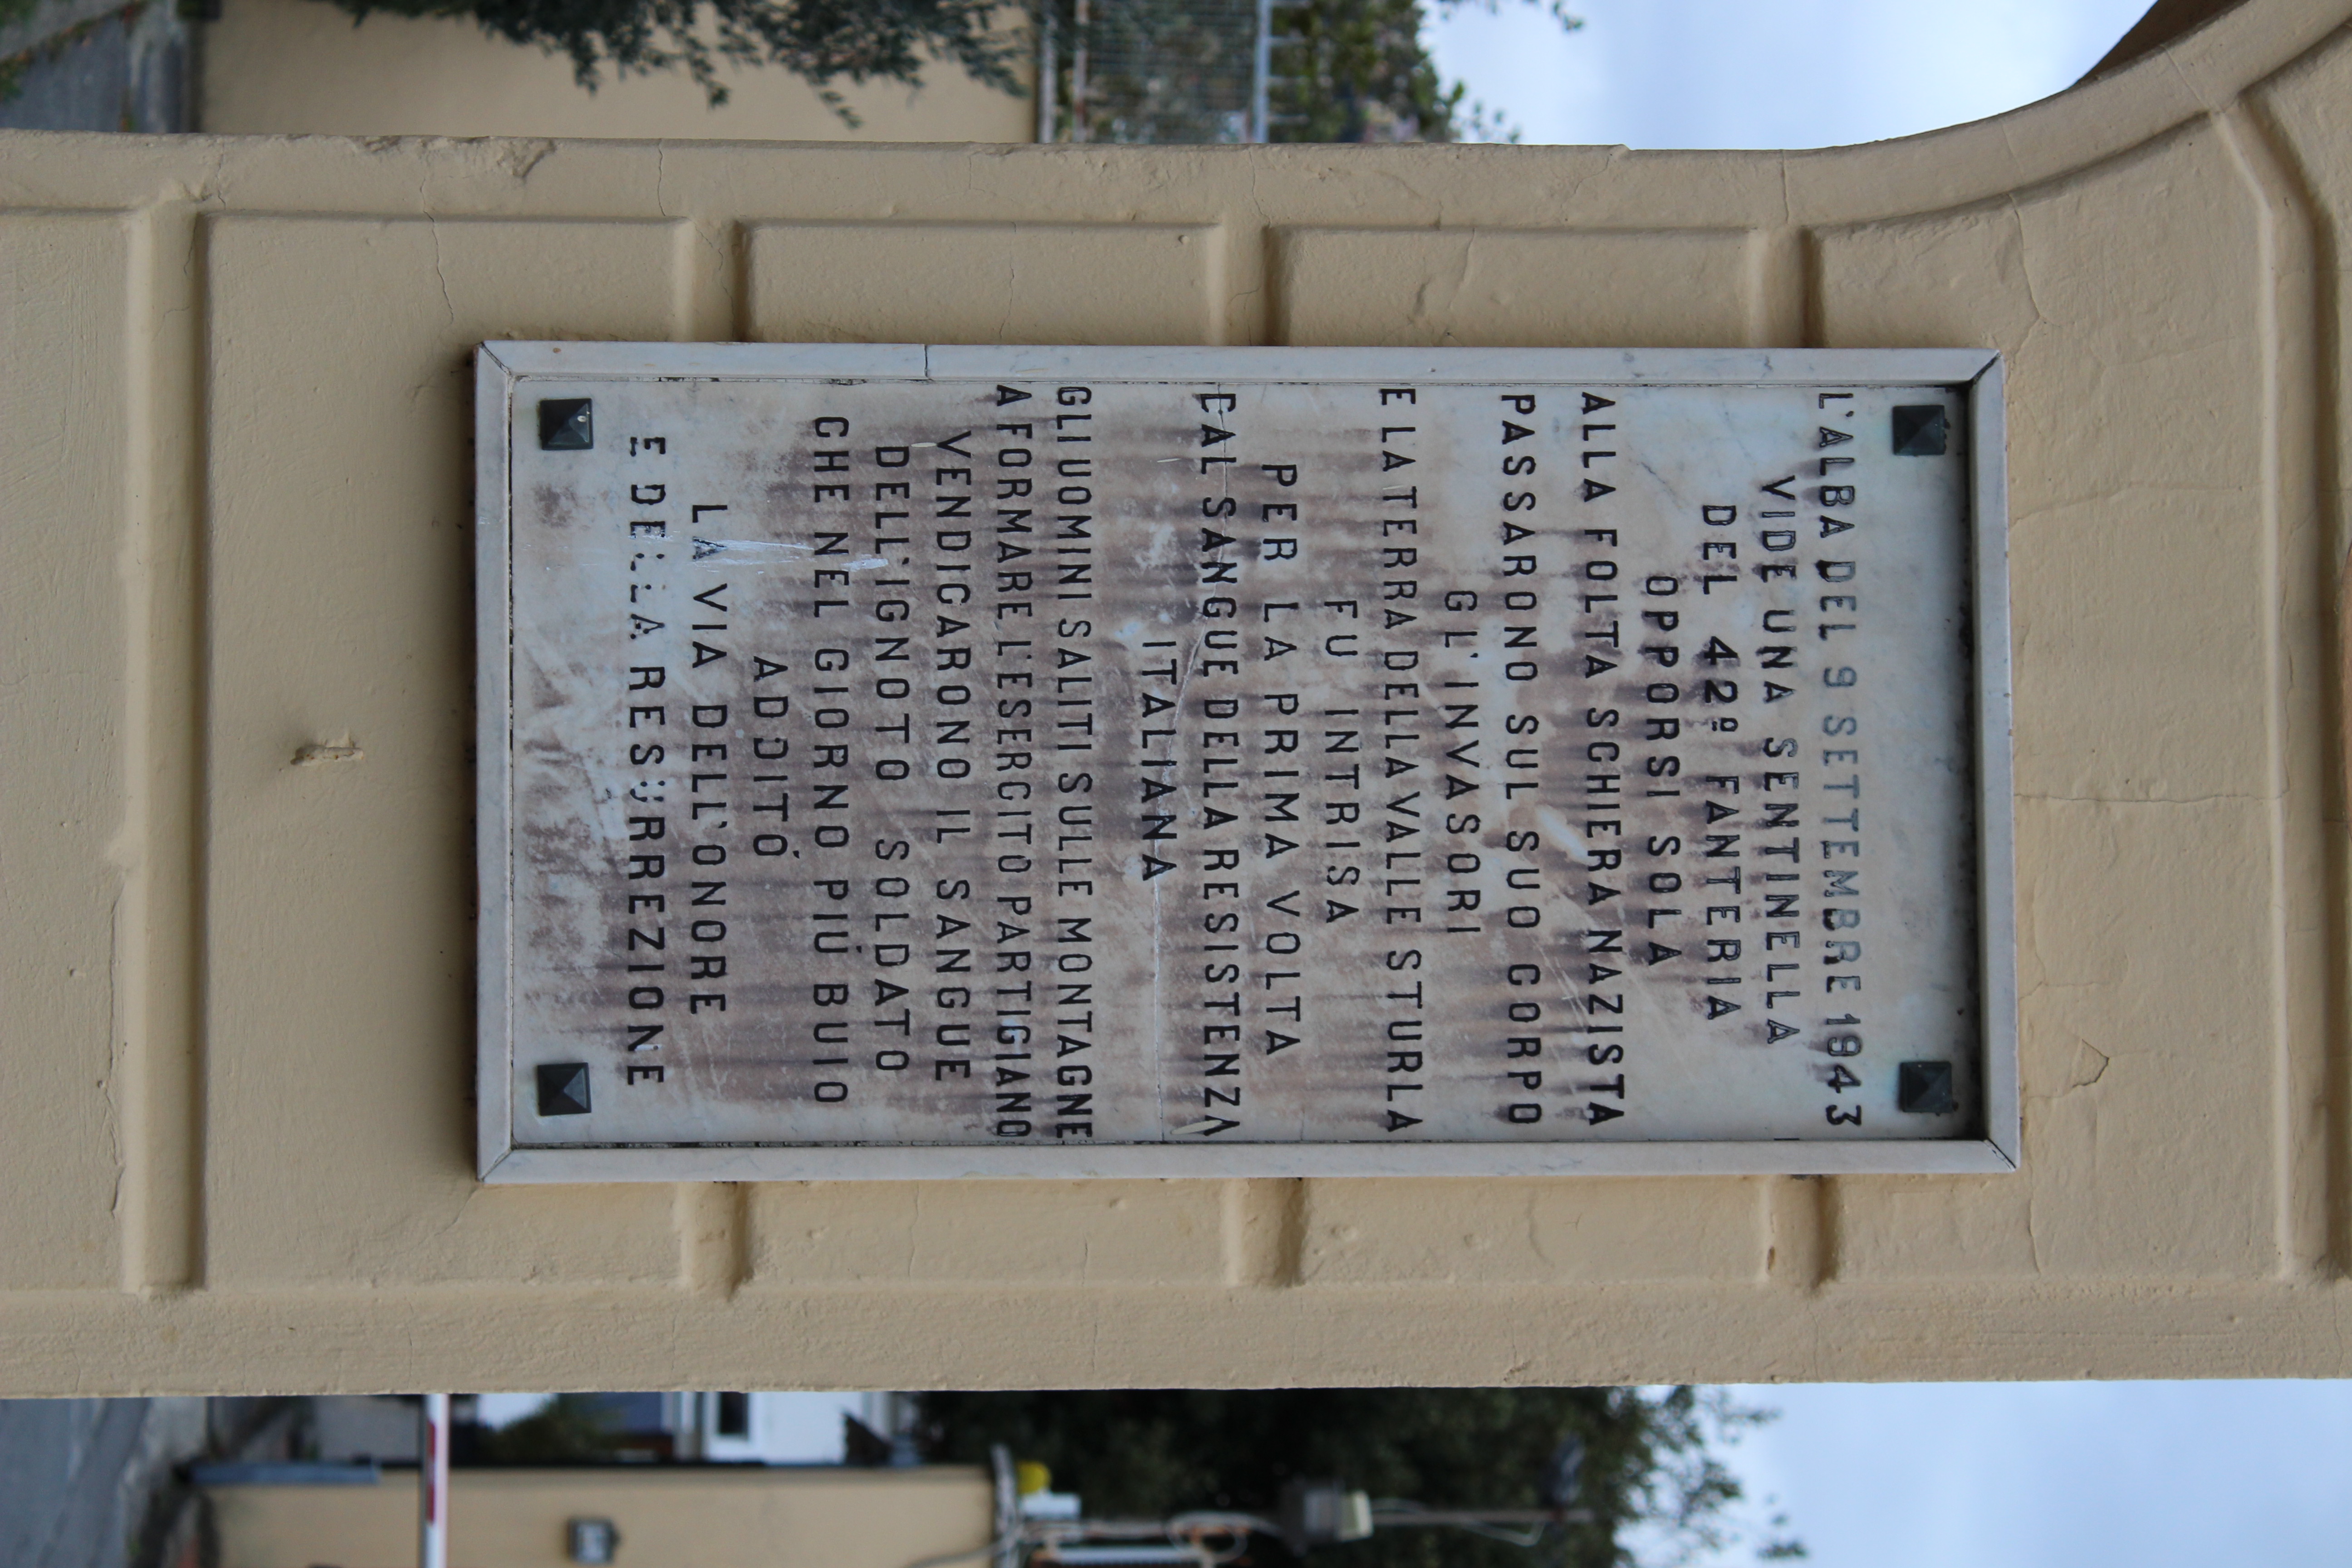 L'ALBA DEL 9 SETTEMBRE 1943
VIDE UNA SENTINELLA
DEL 42º FANTERIA
OPPORSI SOLA
ALLA FOLTA SCHIERA NAZISTA
PASSARONO SUL SUO CORPO
GL'INVASORI
E LA TERRA DELLA VALLE STURLA
FU INTRISA
PER LA PRIMA VOLTA
DAL SANGUE DELLA RESISTENZA
ITALIANA
GLI UOMINI SALITI SULLE MONTAGNE
A FORMARE L'ESERCITO PARTIGIANO
VENDICARONO IL SANGUE
DELL'IGNOTO SOLDATO
CHE NEL GIORNO PIÚ BUIO
ADDITÓ
LA VIA DELL'ONORE
E DELLA RESURREZIONE